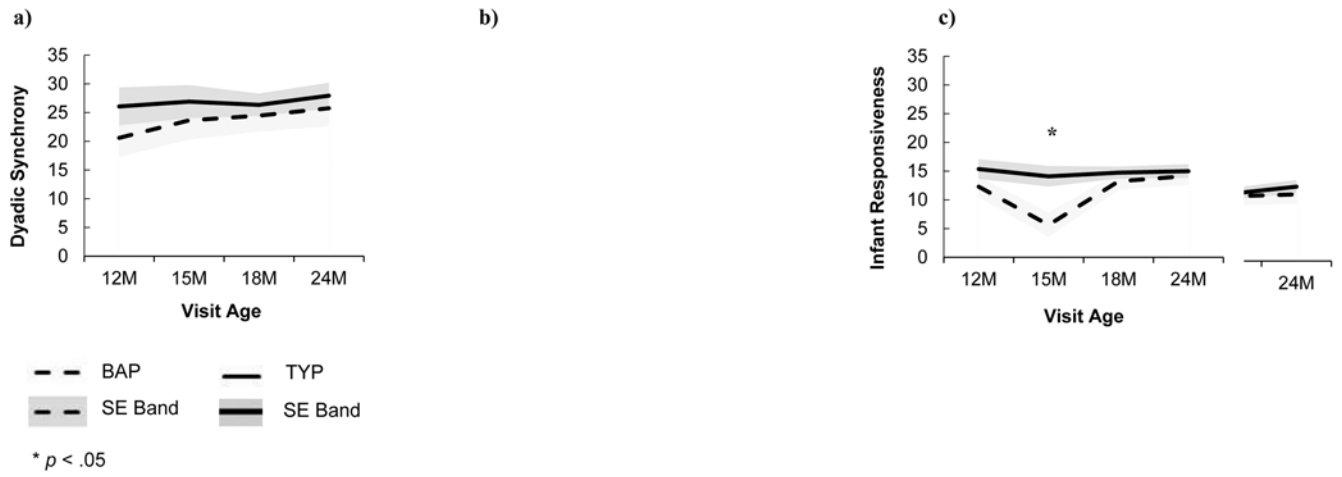 a)
35
30
25
20
15
10
5
0
Dyadic Synchrony
12M 15M 18M 24M
Visit Age
b)
c)
35
30
25
20
15
10
5
0
Infant Responsiveness
*
12M 15M 18M 24M
Visit Age
24M
BAP TYP
SE Band SE Band
* p < .05